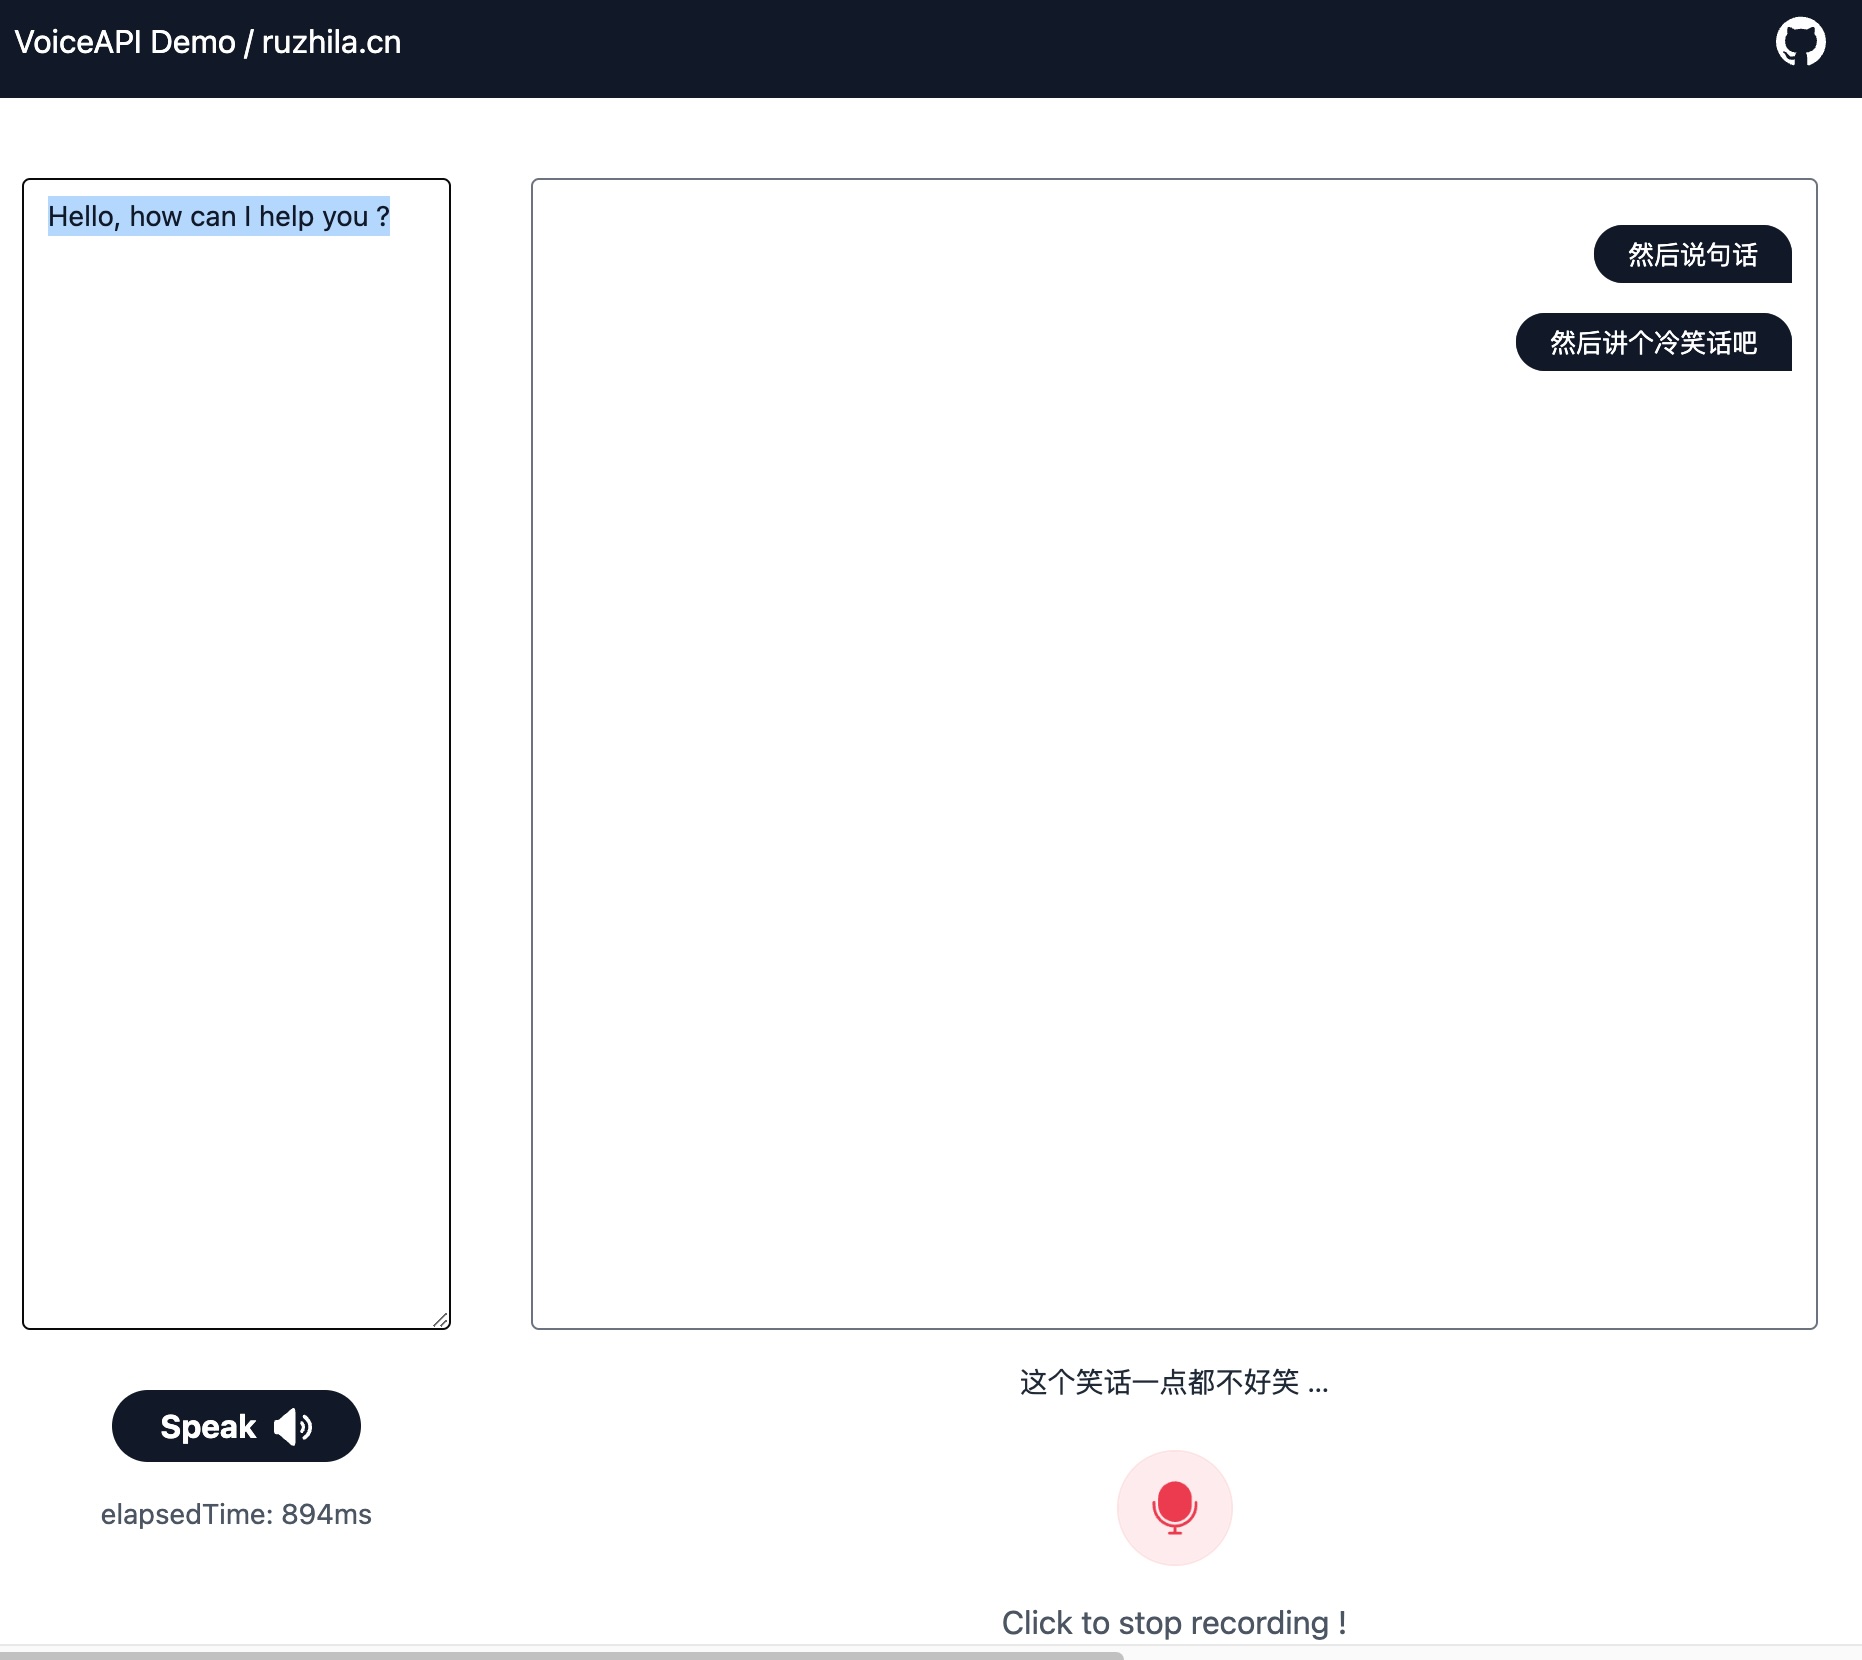 VoiceAPI Demo / ruzhila.cn
Hello, how can I help you ?
然后说句话
然后讲个冷笑话吧
这个笑话一点都不好笑 ...
Speak
elapsedTime: 894ms
Click to stop recording !